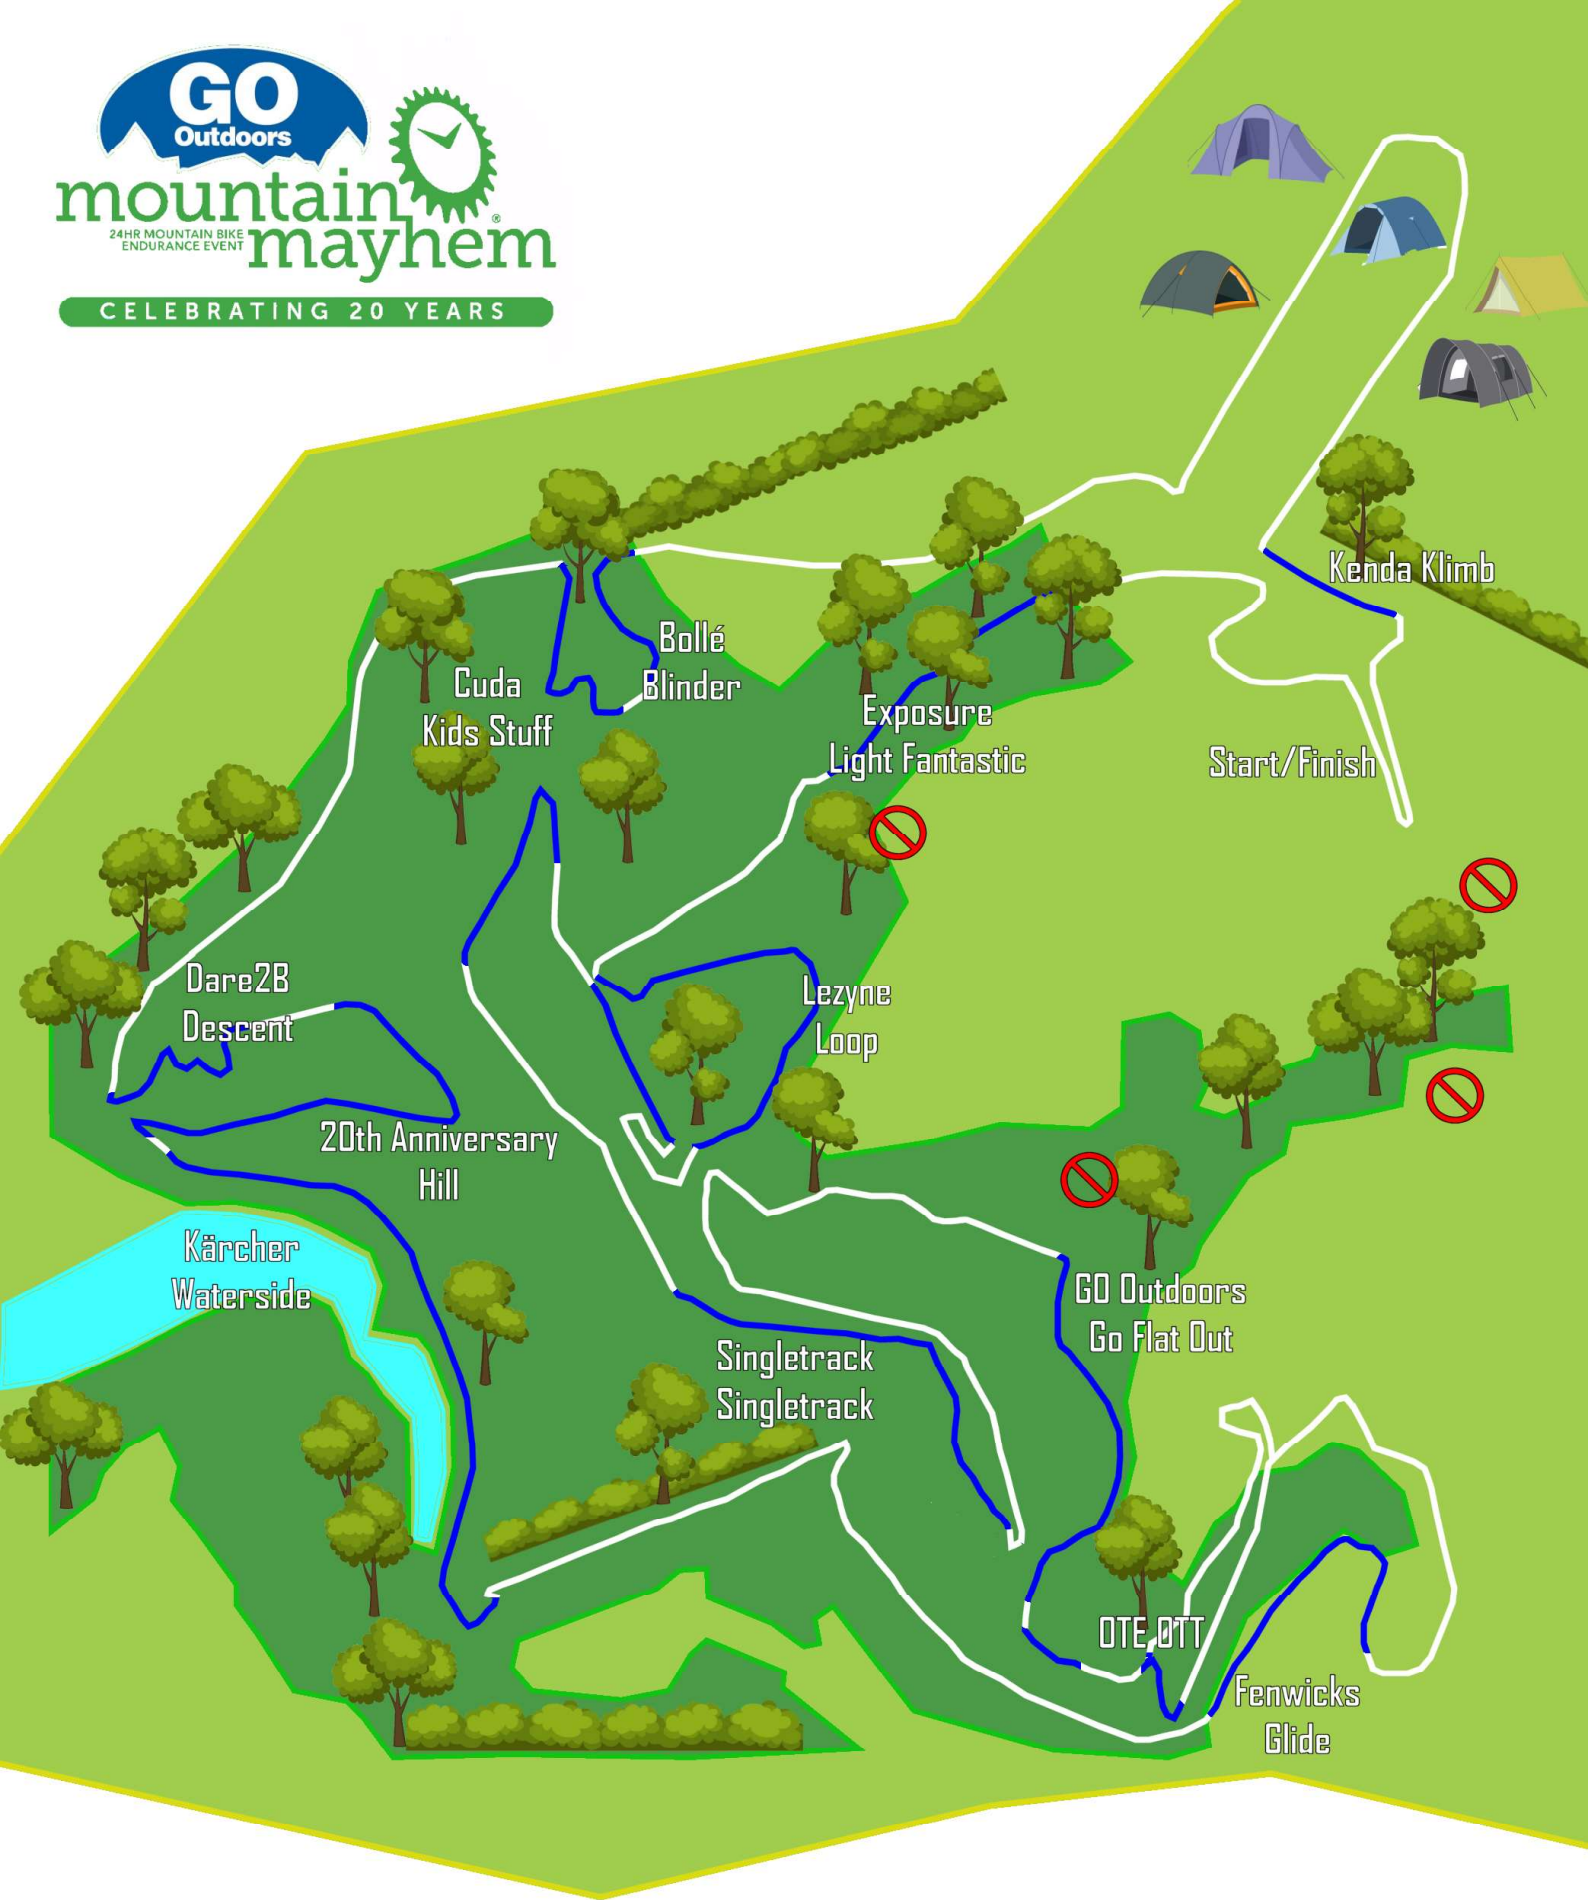 GO
Outdoors
mountain
24HR MOUNTAIN BIKE
ENDURANCE EVENT
mayhem
®
CELEBRATING 20 YEARS
Kenda Klimb
Bollé
Blinder
Cuda
Kids Stuff
Exposure
Light Fantastic
Start/Finish
Dare2B
Descent
Lezyne
Loop
20th Anniversary
Hill
Kärcher
Waterside
GO Outdoors
Go Flat Out
Singletrack
Singletrack
OTE OTT
Fenwicks
Glide